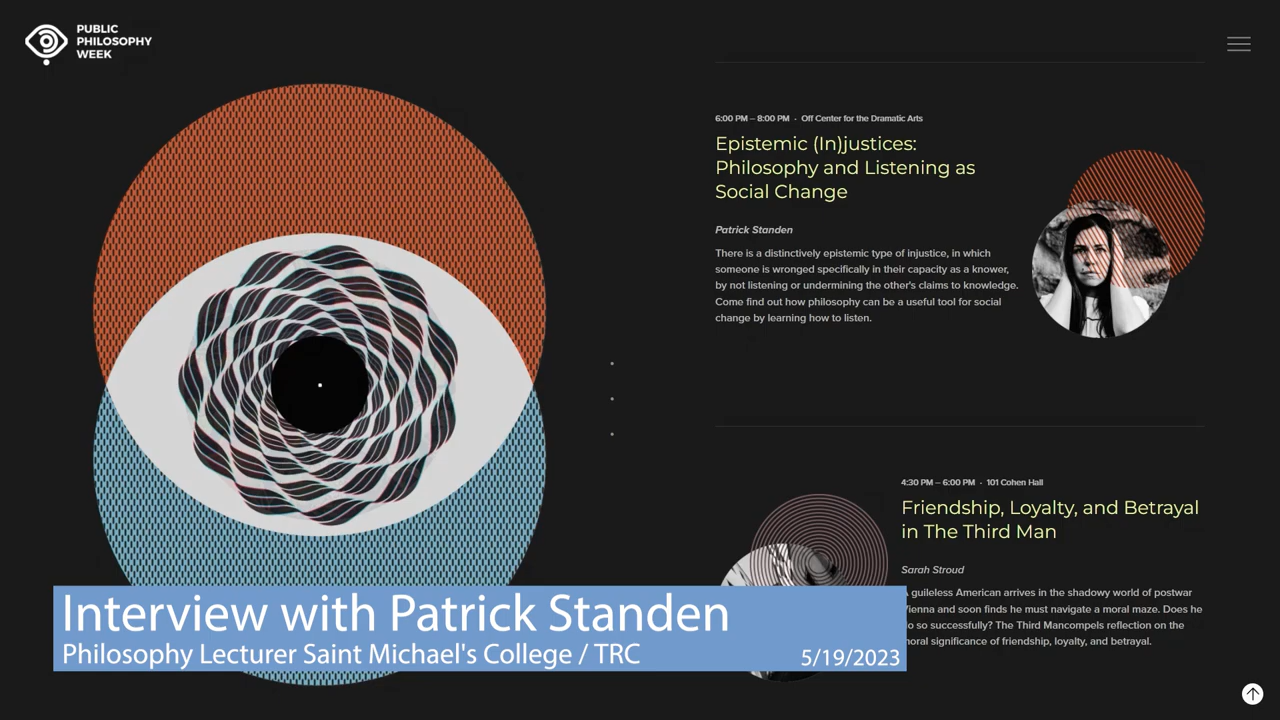 PUBLIC
PHILOSOPHY
WEEK
6:00 PM – 8:00 PM · Off Center for the Dramatic Arts
Epistemic (In)justices:
Philosophy and Listening as
Social Change
Patrick Standen
There is a distinctively epistemic type of injustice, in which
someone is wronged specifically in their capacity as a knower,
by not listening or undermining the other's claims to knowledge.
Come find out how philosophy can be a useful tool for social
change by learning how to listen.
4:30 PM – 6:00 PM · 101 Cohen Hall
Friendship, Loyalty, and Betrayal
in The Third Man
Sarah Stroud
guileless American arrives in the shadowy world of postwar
Vienna and soon finds he must navigate a moral maze. Does he
so successfully? The Third Mancompels reflection on the
moral significance of friendship, loyalty, and betrayal.
Interview with Patrick Standen
Philosophy Lecturer Saint Michael's College / TRC
5/19/2023